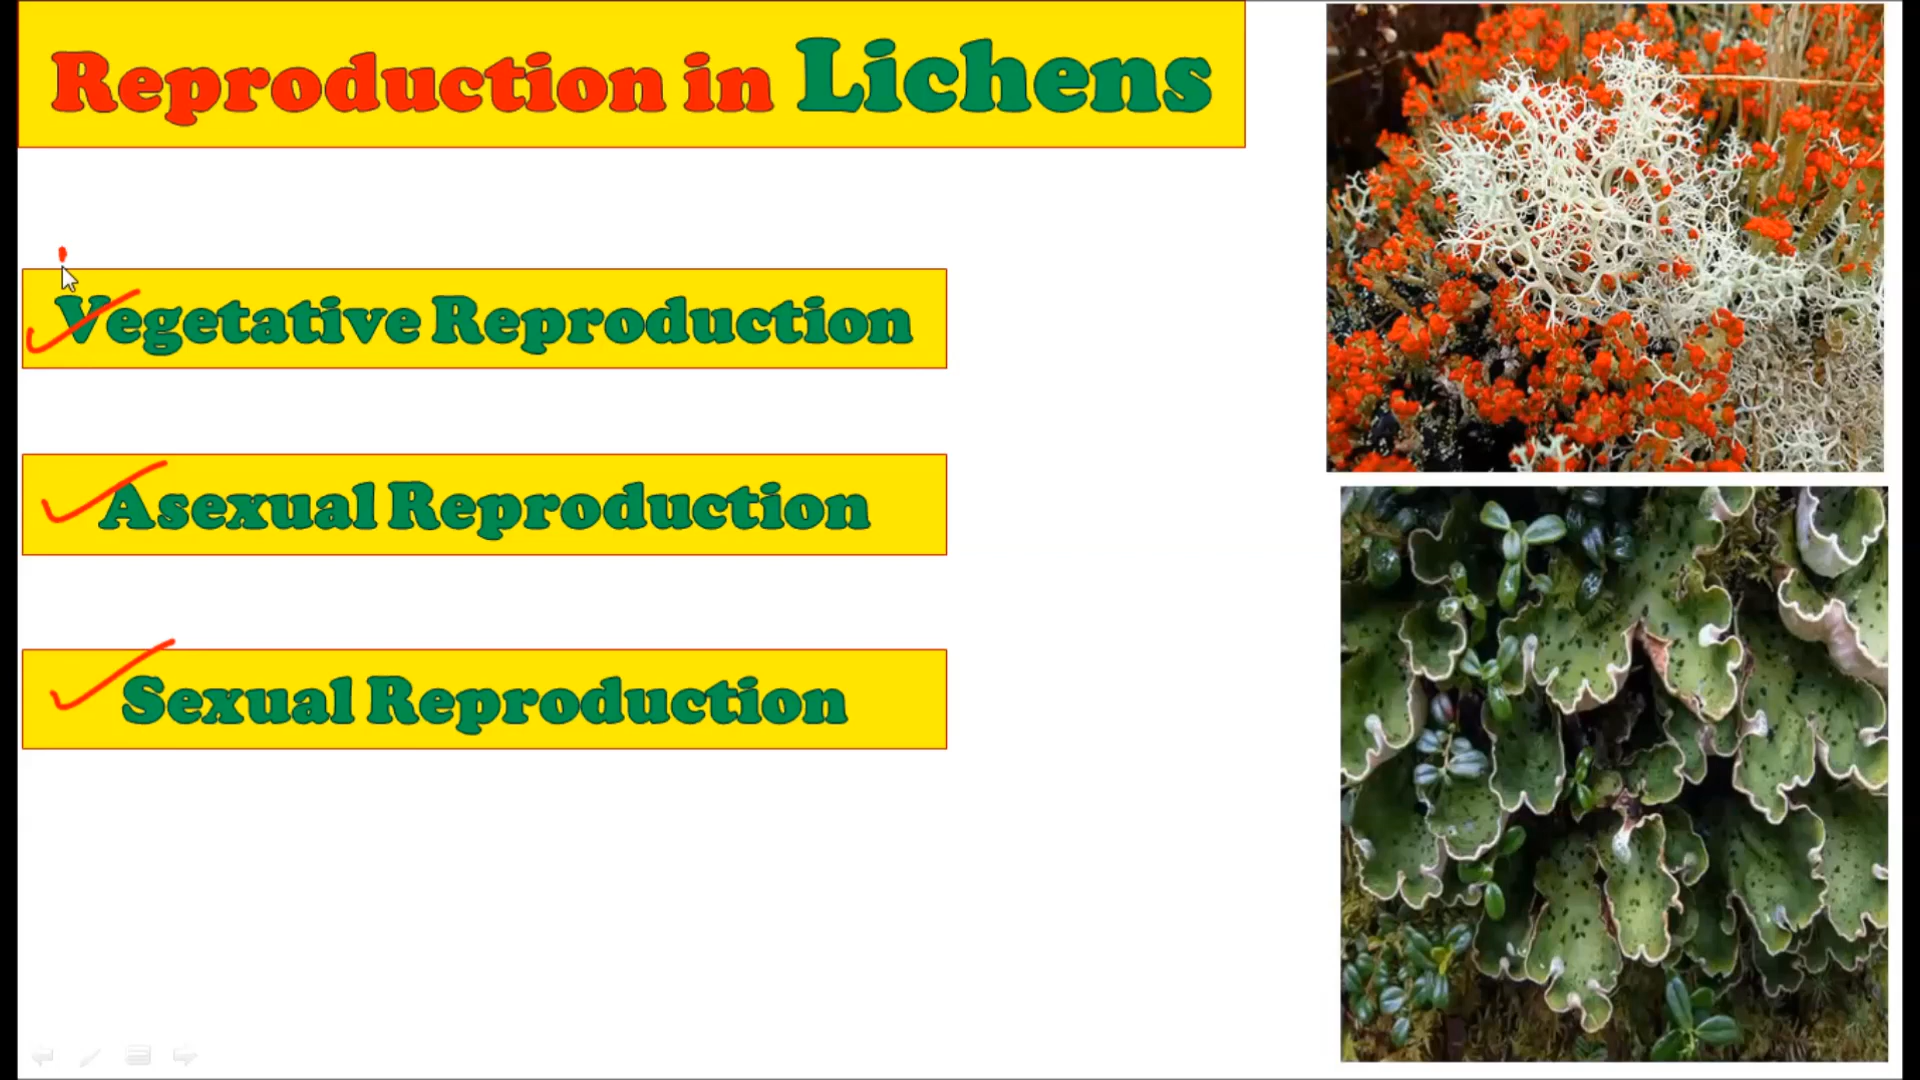 Reproduction in Lichens
Vegetative Reproduction
Asexual Reproduction
Sexual Reproduction